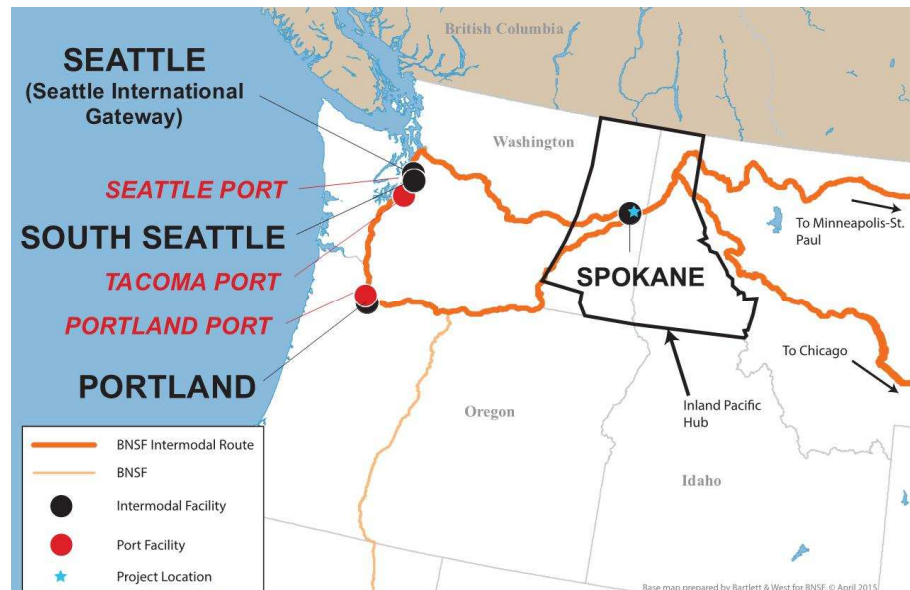 British Columbia
SEATTLE
(Seattle International
Gateway)
Washington
SEATTLE PORT
SOUTH SEATTLE
TACOMA PORT
PORTLAND PORT
PORTLAND
SPOKANE
To Minneapolis-St.
Paul
To Chicago
Inland Pacific
Hub
Oregon
Idaho
BNSF Intermodal Route
BNSF
Intermodal Facility
Port Facility
Project Location
Base map prepared by Bartlett & West for BNSF, © April 2015